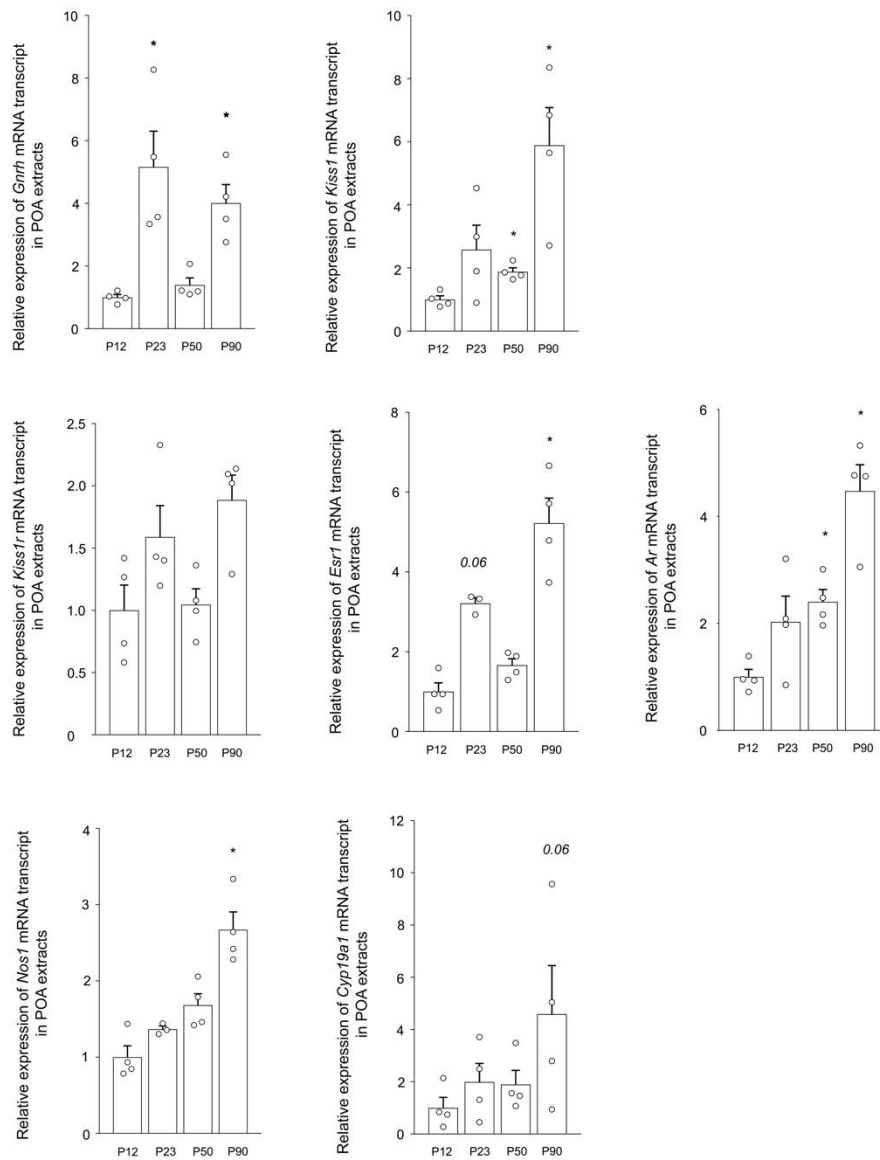 Relative expression of Gnrh mRNA transcript
in POA extracts
10
8
6
4
2
0
*
*
P12 P23 P50 P90
Relative expression of Kiss1 mRNA transcript
in POA extracts
10
8
6
4
2
0
*
*
P12 P23 P50 P90
Relative expression of Kiss1r mRNA transcript
in POA extracts
2.5
2.0
1.5
1.0
0.5
0
P12 P23 P50 P90
Relative expression of Esr1 mRNA transcript
in POA extracts
8
6
4
2
0
0.06
*
P12 P23 P50 P90
Relative expression of Ar mRNA transcript
in POA extracts
6
4
2
0
*
*
P12 P23 P50 P90
Relative expression of Nos1 mRNA transcript
in POA extracts
4
3
2
1
0
*
P12 P23 P50 P90
Relative expression of Cyp19a1 mRNA transcript
in POA extracts
12
10
8
6
4
2
0
0.06
P12 P23 P50 P90